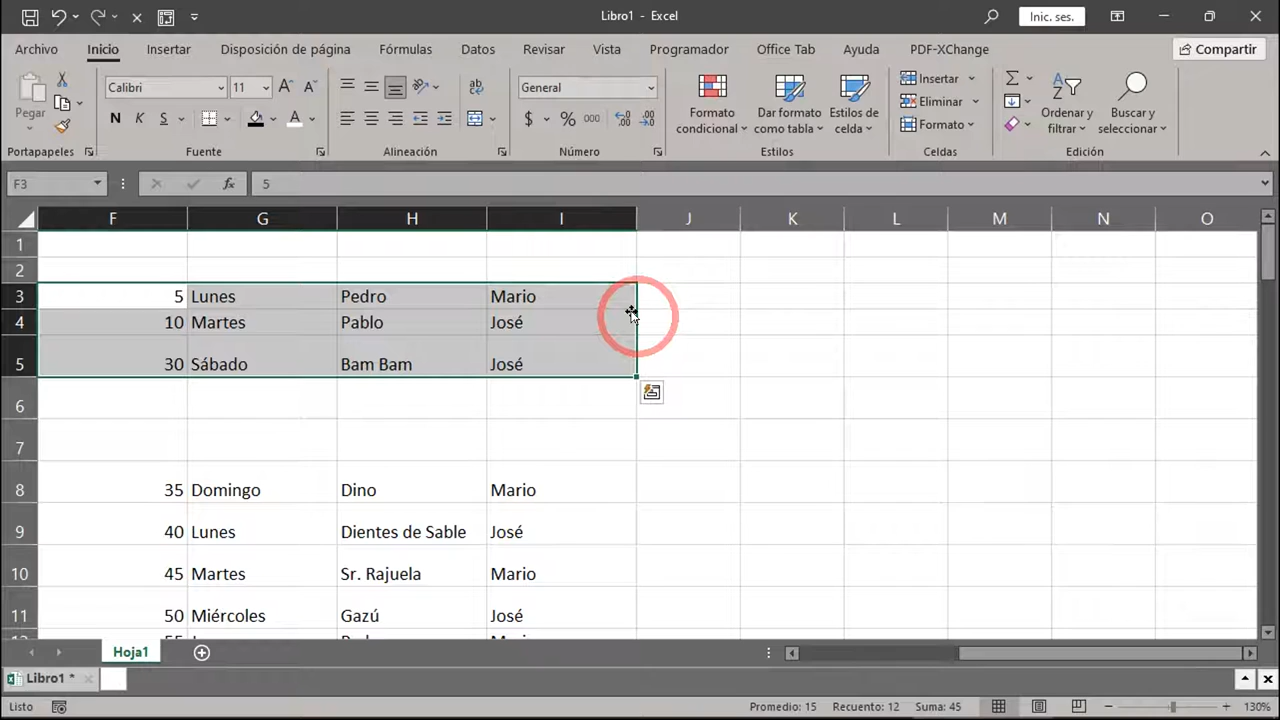 Libro1 - Excel
Inic. ses.
Archivo Inicio Insertar Disposición de página Fórmulas Datos Revisar Vista Programador Office Tab Ayuda PDF-XChange Compartir
Pegar
Calibri 11
N K S A
ab
General
$ % 000
Formato condicional
Dar formato como tabla
Estilos de celda
Insertar
Eliminar
Formato
Ordenar y filtrar
Buscar y seleccionar
Portapapeles Fuente Alineación Número Estilos Celdas Edición
F3 fx 5
F G H I J K L M N O
1
2
3 5 Lunes Pedro Mario
4 10 Martes Pablo José
5 30 Sábado Bam Bam José
6
7
8 35 Domingo Dino Mario
9 40 Lunes Dientes de Sable José
10 45 Martes Sr. Rajuela Mario
11 50 Miércoles Gazú José
Hoja1
Libro1 *
Listo Promedio: 15 Recuento: 12 Suma: 45 130%